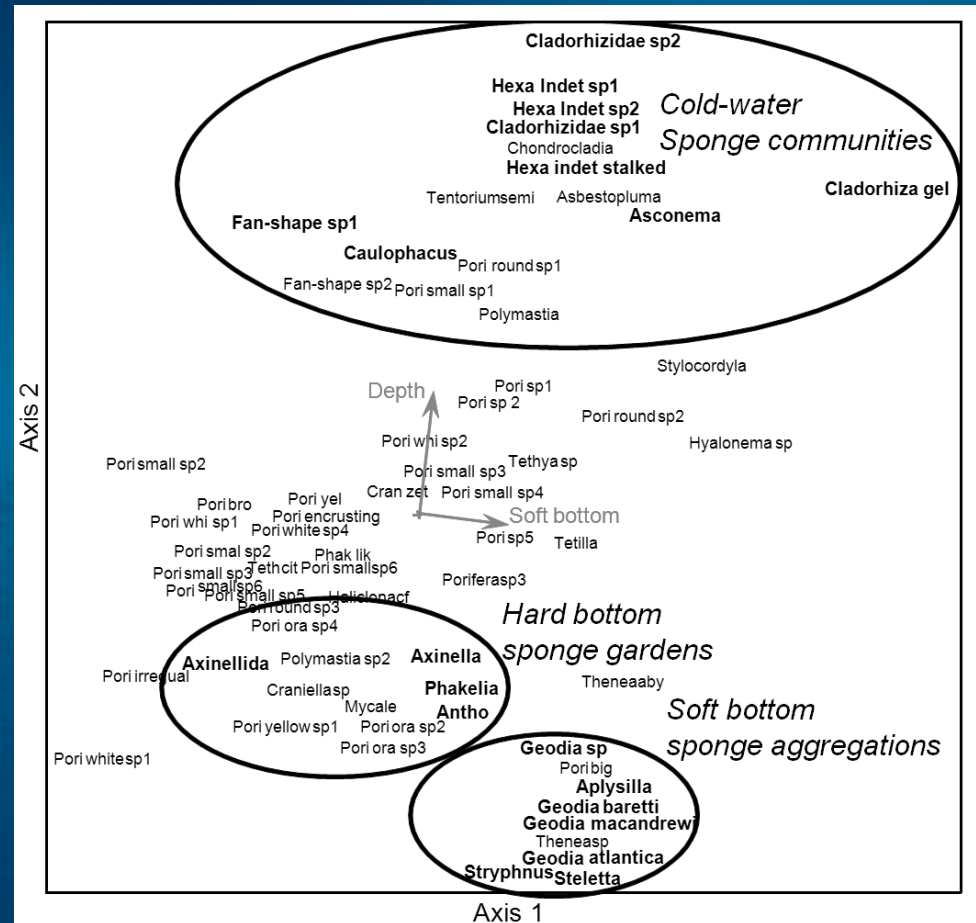 Cladorhizidae sp2
Hexa Indet sp1
Hexa Indet sp2
Cold-water
Sponge communities
Cladorhizidae sp1
Chondrocladia
Hexa indet stalked
Cladorhiza gel
Tentoriumsemi
Asbestopluma
Asconema
Fan-shape sp1
Caulophacus
Pori round sp1
Fan-shape sp2
Pori small sp1
Polymastia
Stylocordyla
Depth
Pori sp1
Pori sp 2
Pori round sp2
Axis 2
Pori whi sp2
Hyalonema sp
Pori small sp2
Pori small sp3
Tethya sp
Cran zet
Pori small sp4
Pori bro
Pori yel
Pori whi sp1
Pori encrusting
Soft bottom
Pori white sp4
Pori sp5
Tetilla
Pori smal sp2
Phak lik
Pori small sp3
Tethcit
Pori smallsp6
Poriferasp3
Pori smallsp6
Pori small sp5
Haliclonacf
Pori round sp3
Hard bottom
sponge gardens
Pori ora sp4
Axinellida
Polymastia sp2
Axinella
Pori irregual
Theneaaby
Craniellasp
Phakelia
Mycale
Antho
Soft bottom
sponge aggregations
Pori yellow sp1
Pori ora sp2
Pori ora sp3
Pori white sp1
Geodia sp
Pori big
Aplysilla
Geodia baretti
Geodia macandrewi
Theneasp
Geodia atlantica
Stryphnus
Steletta
Axis 1